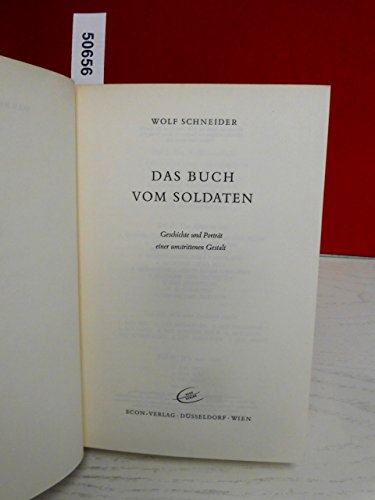 50656
WOLF SCHNEIDER
DAS BUCH
VOM SOLDATEN
Geschichte und Porträt
einer umstrittenen Gestalt
ECON-VERLAG · DÜSSELDORF · WIEN